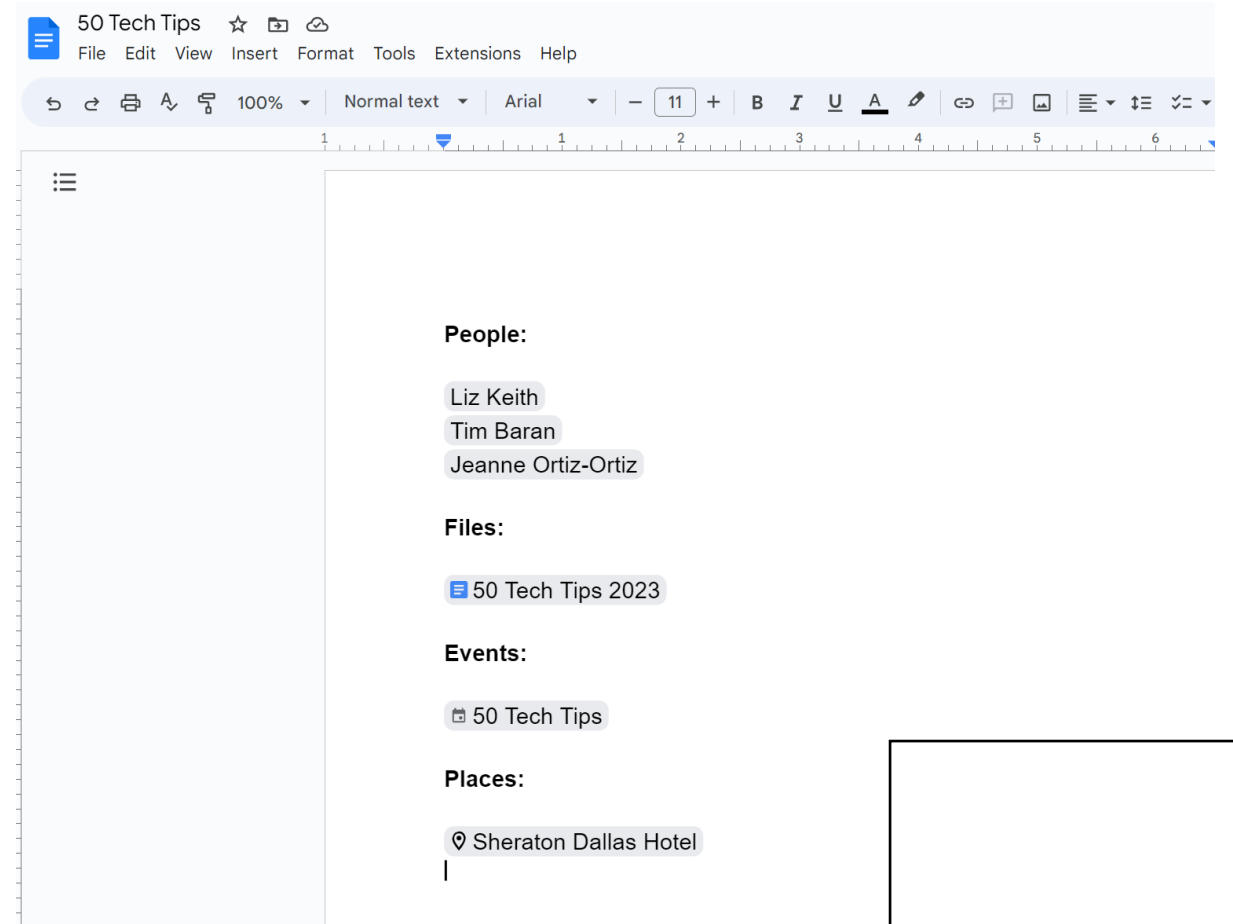 50 Tech Tips
File Edit View Insert Format Tools Extensions Help
100% Normal text Arial 11 B I U A
1 1 2 3 4 5 6
People:
Liz Keith
Tim Baran
Jeanne Ortiz-Ortiz
Files:
50 Tech Tips 2023
Events:
50 Tech Tips
Places:
Sheraton Dallas Hotel